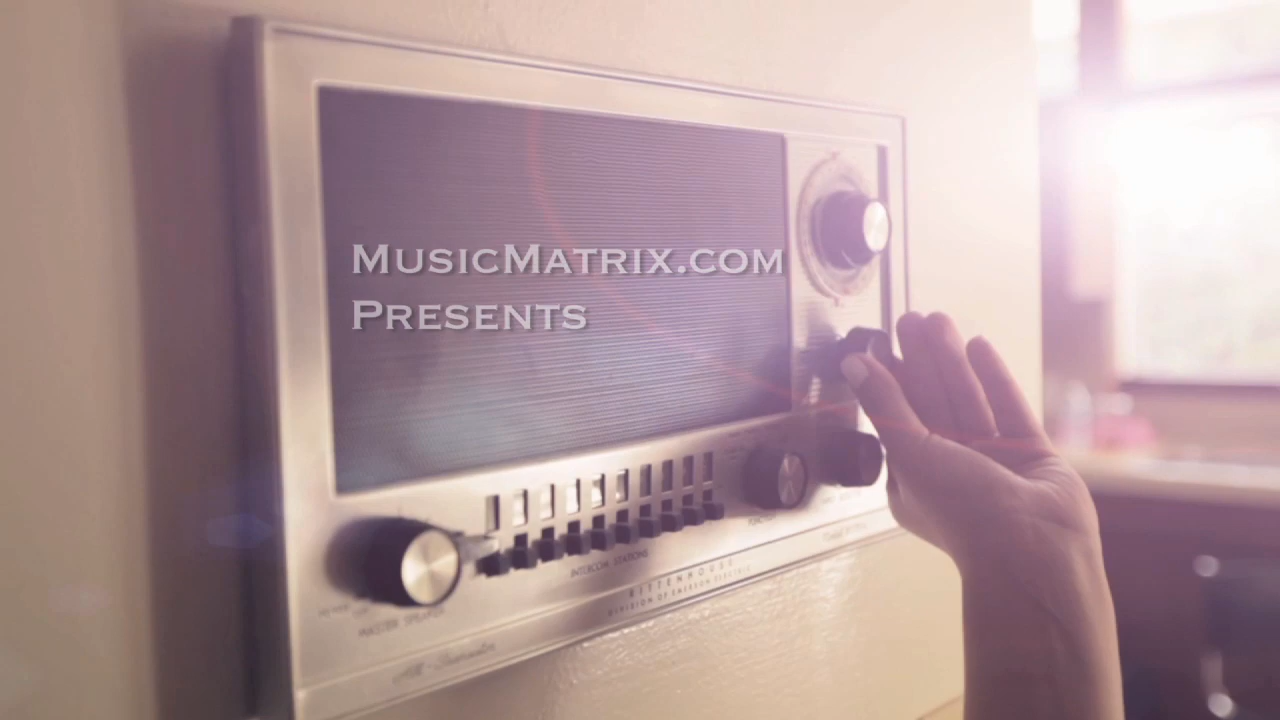 MusicMatrix.com
Presents
INTERCOM STATIONS
RITTENHOUSE
DIVISION OF EMERSON ELECTRIC
MASTER SPEAKER